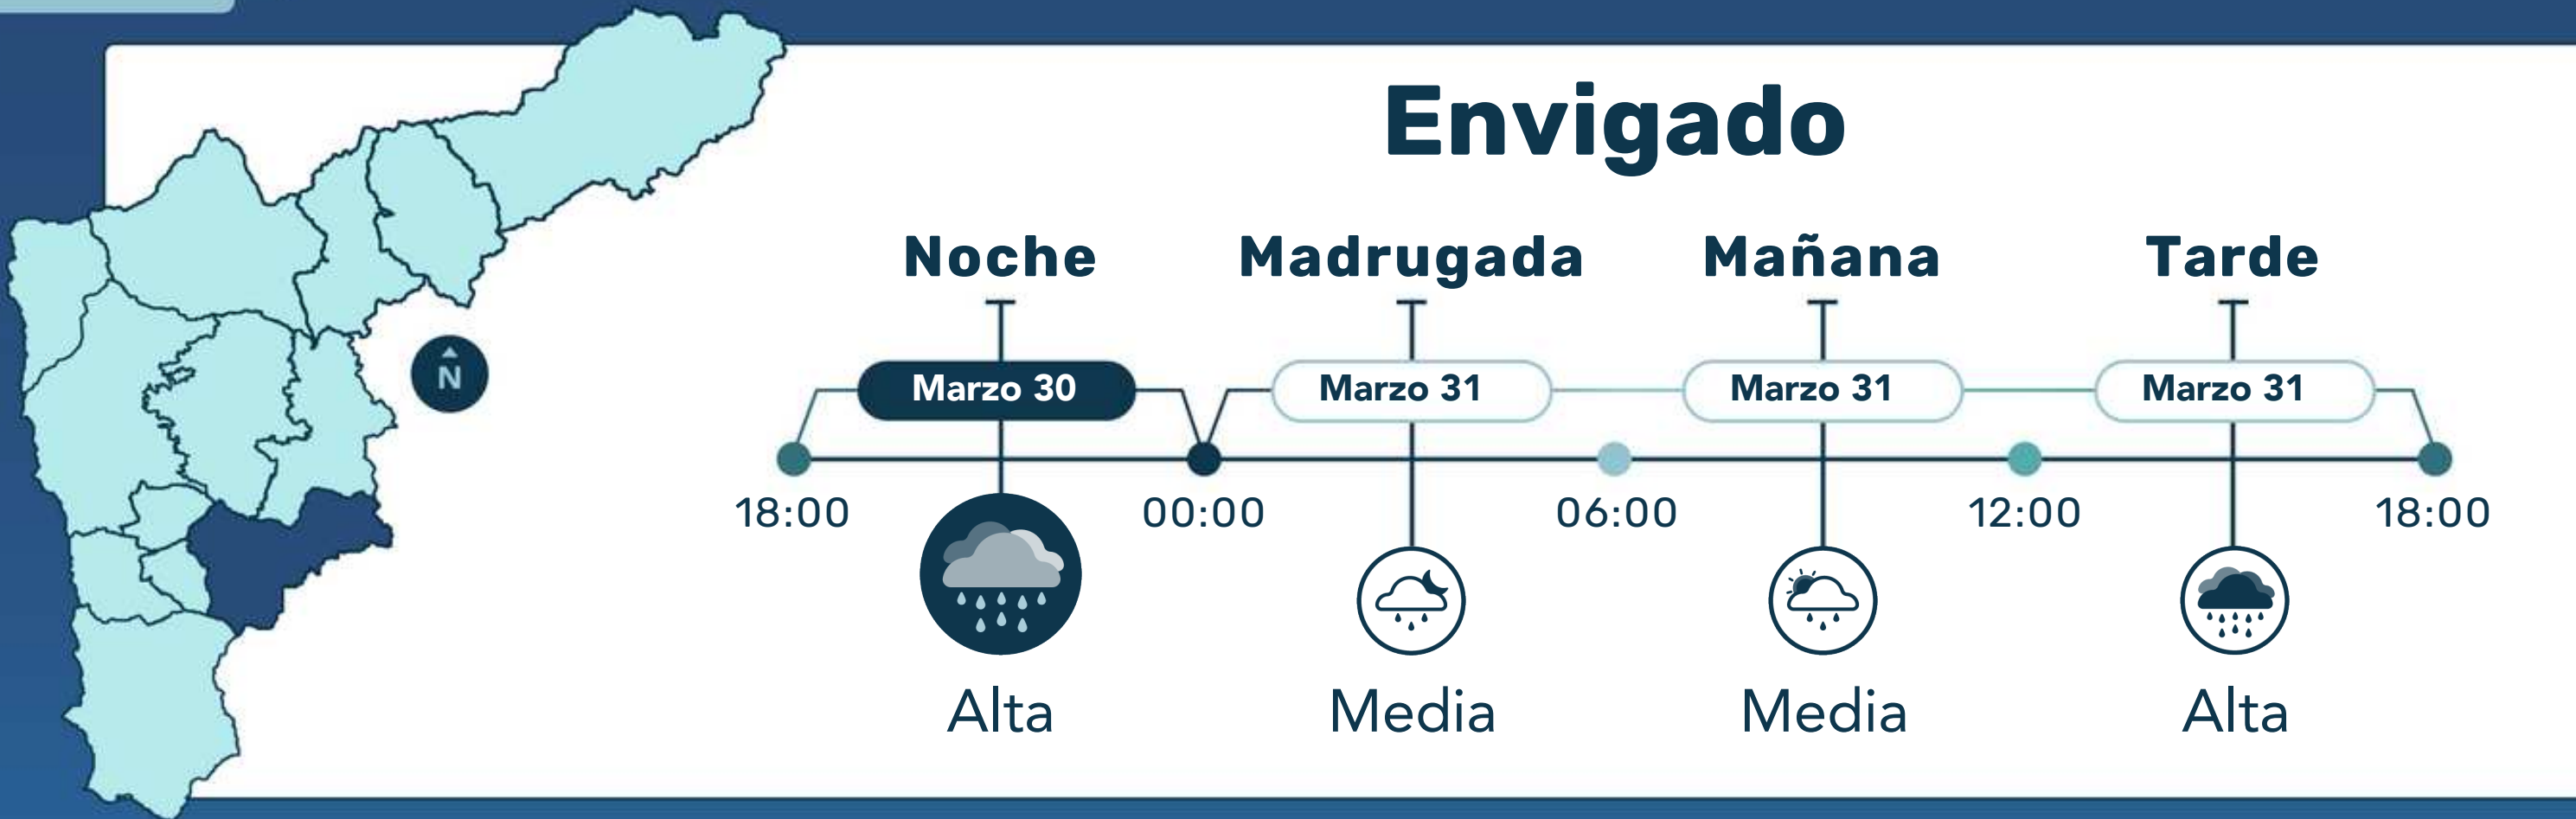 Envigado
Noche Madrugada Mañana Tarde
N
Marzo 30 Marzo 31 Marzo 31 Marzo 31
18:00 00:00 06:00 12:00 18:00
Alta Media Media Alta